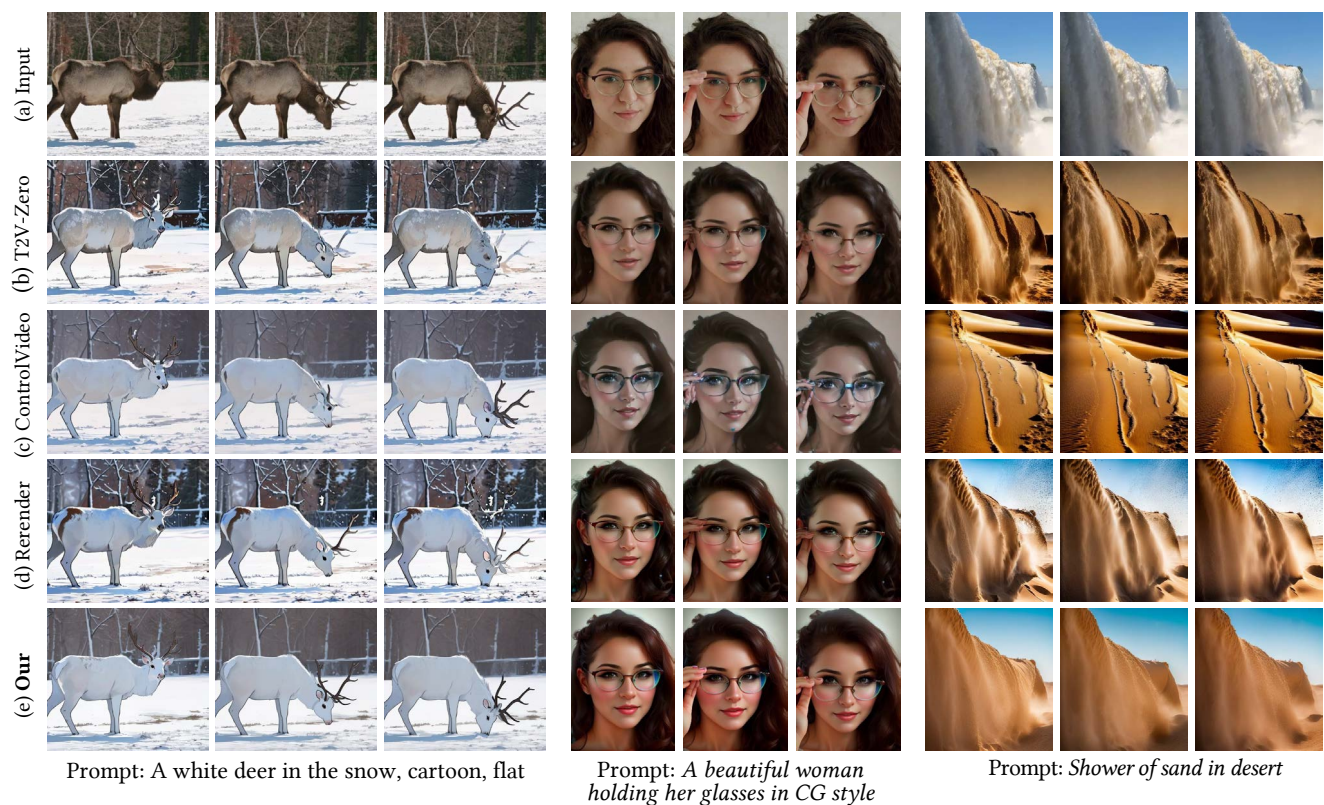 (a) Input
(b) T2V-Zero
(c) ControlVideo
(d) Rerender
(e) Our
Prompt: A white deer in the snow, cartoon, flat
Prompt: A beautiful woman
holding her glasses in CG style
Prompt: Shower of sand in desert